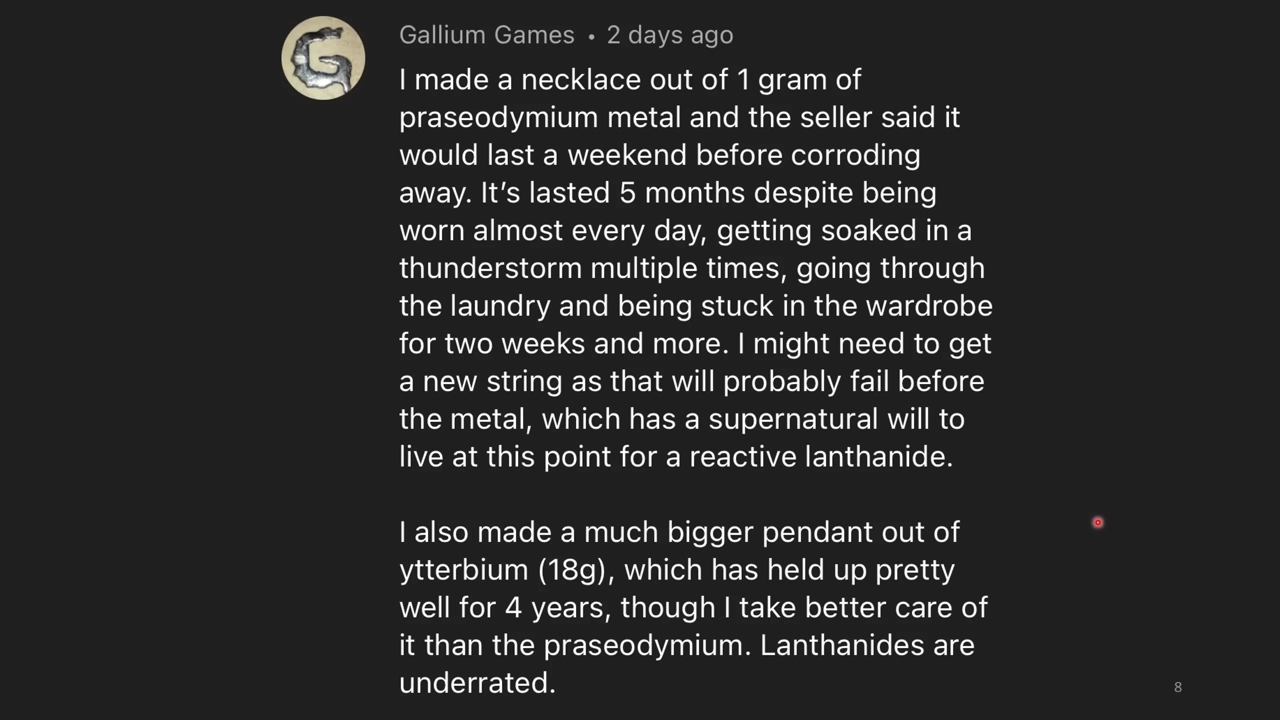 Gallium Games • 2 days ago
I made a necklace out of 1 gram of
praseodymium metal and the seller said it
would last a weekend before corroding
away. It’s lasted 5 months despite being
worn almost every day, getting soaked in a
thunderstorm multiple times, going through
the laundry and being stuck in the wardrobe
for two weeks and more. I might need to get
a new string as that will probably fail before
the metal, which has a supernatural will to
live at this point for a reactive lanthanide.
I also made a much bigger pendant out of
ytterbium (18g), which has held up pretty
well for 4 years, though I take better care of
it than the praseodymium. Lanthanides are
underrated.
8